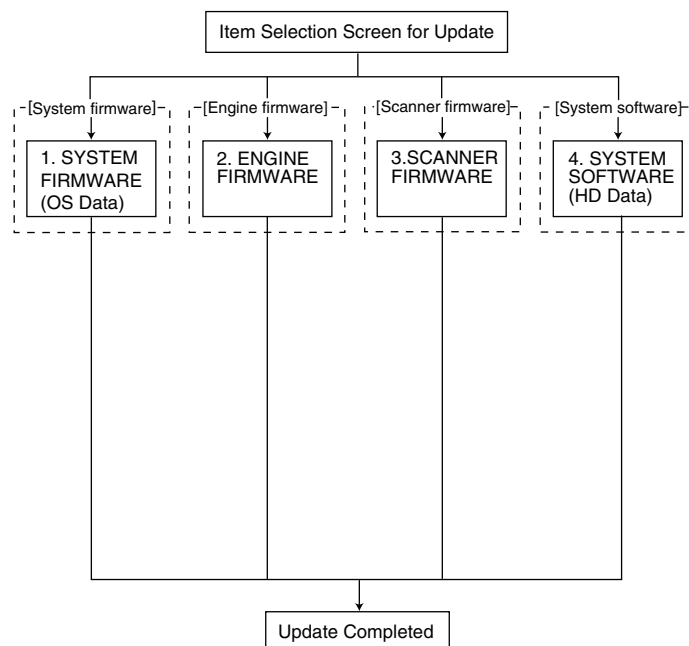 Item Selection Screen for Update
[System firmware]
[Engine firmware]
[Scanner firmware]
[System software]
1. SYSTEM
FIRMWARE
(OS Data)
2. ENGINE
FIRMWARE
3.SCANNER
FIRMWARE
4. SYSTEM
SOFTWARE
(HD Data)
Update Completed